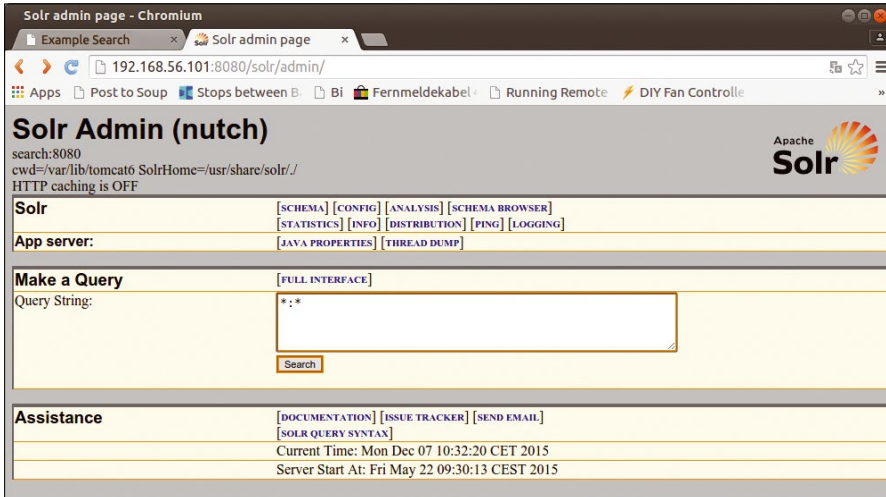 Solr admin page - Chromium
Example Search × Solr admin page ×
192.168.56.101:8080/solr/admin/
Apps Post to Soup Stops between B Bi Fernmeldekabel Running Remote DIY Fan Controlle »
Solr Admin (nutch)
search:8080
cwd=/var/lib/tomcat6 SolrHome=/usr/share/solr/./
HTTP caching is OFF
Apache
Solr
Solr [SCHEMA] [CONFIG] [ANALYSIS] [SCHEMA BROWSER]
[STATISTICS] [INFO] [DISTRIBUTION] [PING] [LOGGING]
App server: [JAVA PROPERTIES] [THREAD DUMP]
Make a Query [FULL INTERFACE]
Query String: *:*
Search
Assistance [DOCUMENTATION] [ISSUE TRACKER] [SEND EMAIL]
[SOLR QUERY SYNTAX]
Current Time: Mon Dec 07 10:32:20 CET 2015
Server Start At: Fri May 22 09:30:13 CEST 2015